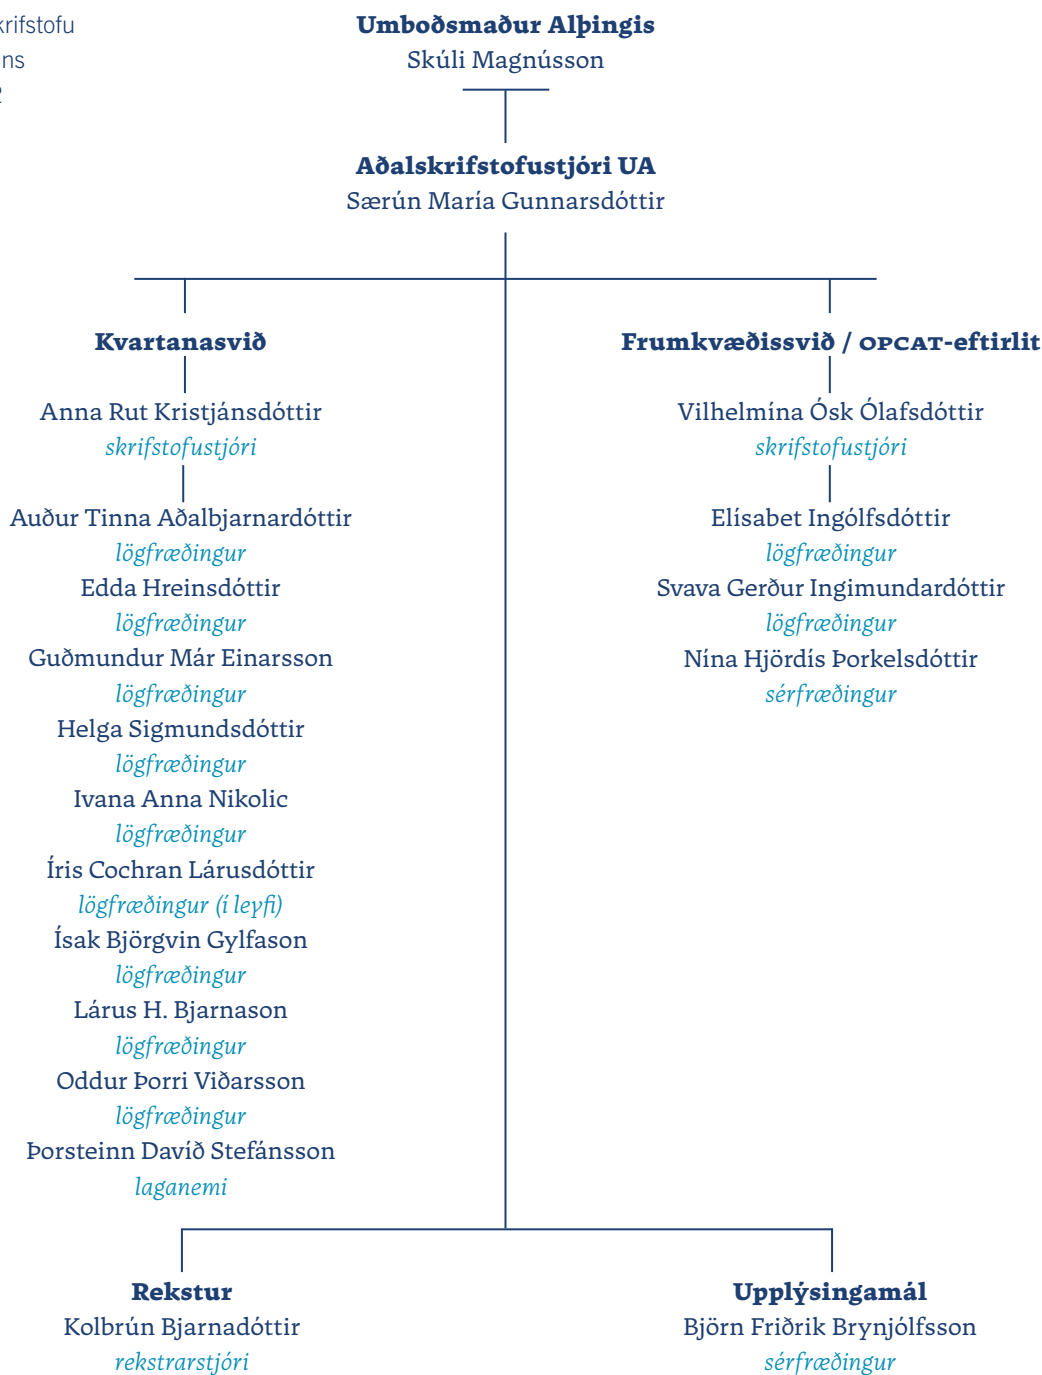 ns
Umboðsmaður Alþingis
Skúli Magnússon
Aðalskrifstofustjóri UA
Særún María Gunnarsdóttir
Kvartanasvið
Anna Rut Kristjánsdóttir
skrifstofustjóri
Auður Tinna Aðalbjarnardóttir
lögfræðingur
Edda Hreinsdóttir
lögfræðingur
Guðmundur Már Einarsson
lögfræðingur
Helga Sigmundsdóttir
lögfræðingur
Ivana Anna Nikolic
lögfræðingur
Íris Cochran Lárusdóttir
lögfræðingur (í leyfi)
Ísak Björgvin Gylfason
lögfræðingur
Lárus H. Bjarnason
lögfræðingur
Oddur Þorri Viðarsson
lögfræðingur
Þorsteinn Davíð Stefánsson
laganemi
Frumkvæðissvið / OPCAT-eftirlit
Vilhelmína Ósk Ólafsdóttir
skrifstofustjóri
Elísabet Ingólfsdóttir
lögfræðingur
Svava Gerður Ingimundardóttir
lögfræðingur
Nína Hjördís Þorkelsdóttir
sérfræðingur
Rekstur
Kolbrún Bjarnadóttir
rekstrarstjóri
Upplýsingamál
Björn Friðrik Brynjólfsson
sérfræðingur